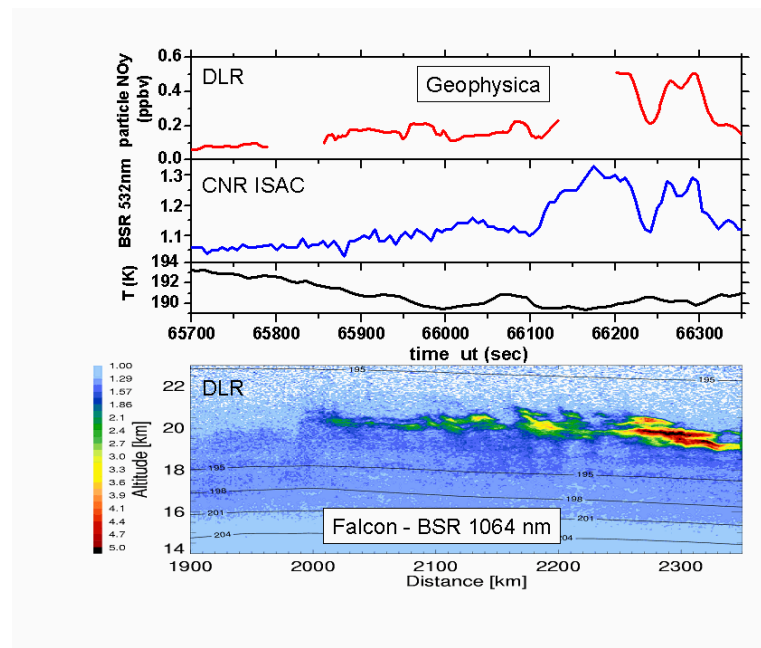 particle NOy
(ppbv)
0.6
0.4
0.2
0.0
DLR
Geophysica
BSR 532nm
1.3
1.2
1.1
CNR ISAC
T (K)
194
192
190
65700 65800 65900 66000 66100 66200 66300
time ut (sec)
1.00
1.29
1.57
1.86
2.1
2.4
2.7
3.0
3.3
3.6
3.9
4.1
4.4
4.7
5.0
Altitude [km]
22
20
18
16
14
DLR
195
195
195
195
198
198
201
201
204
204
Falcon - BSR 1064 nm
1900 2000 2100 2200 2300
Distance [km]